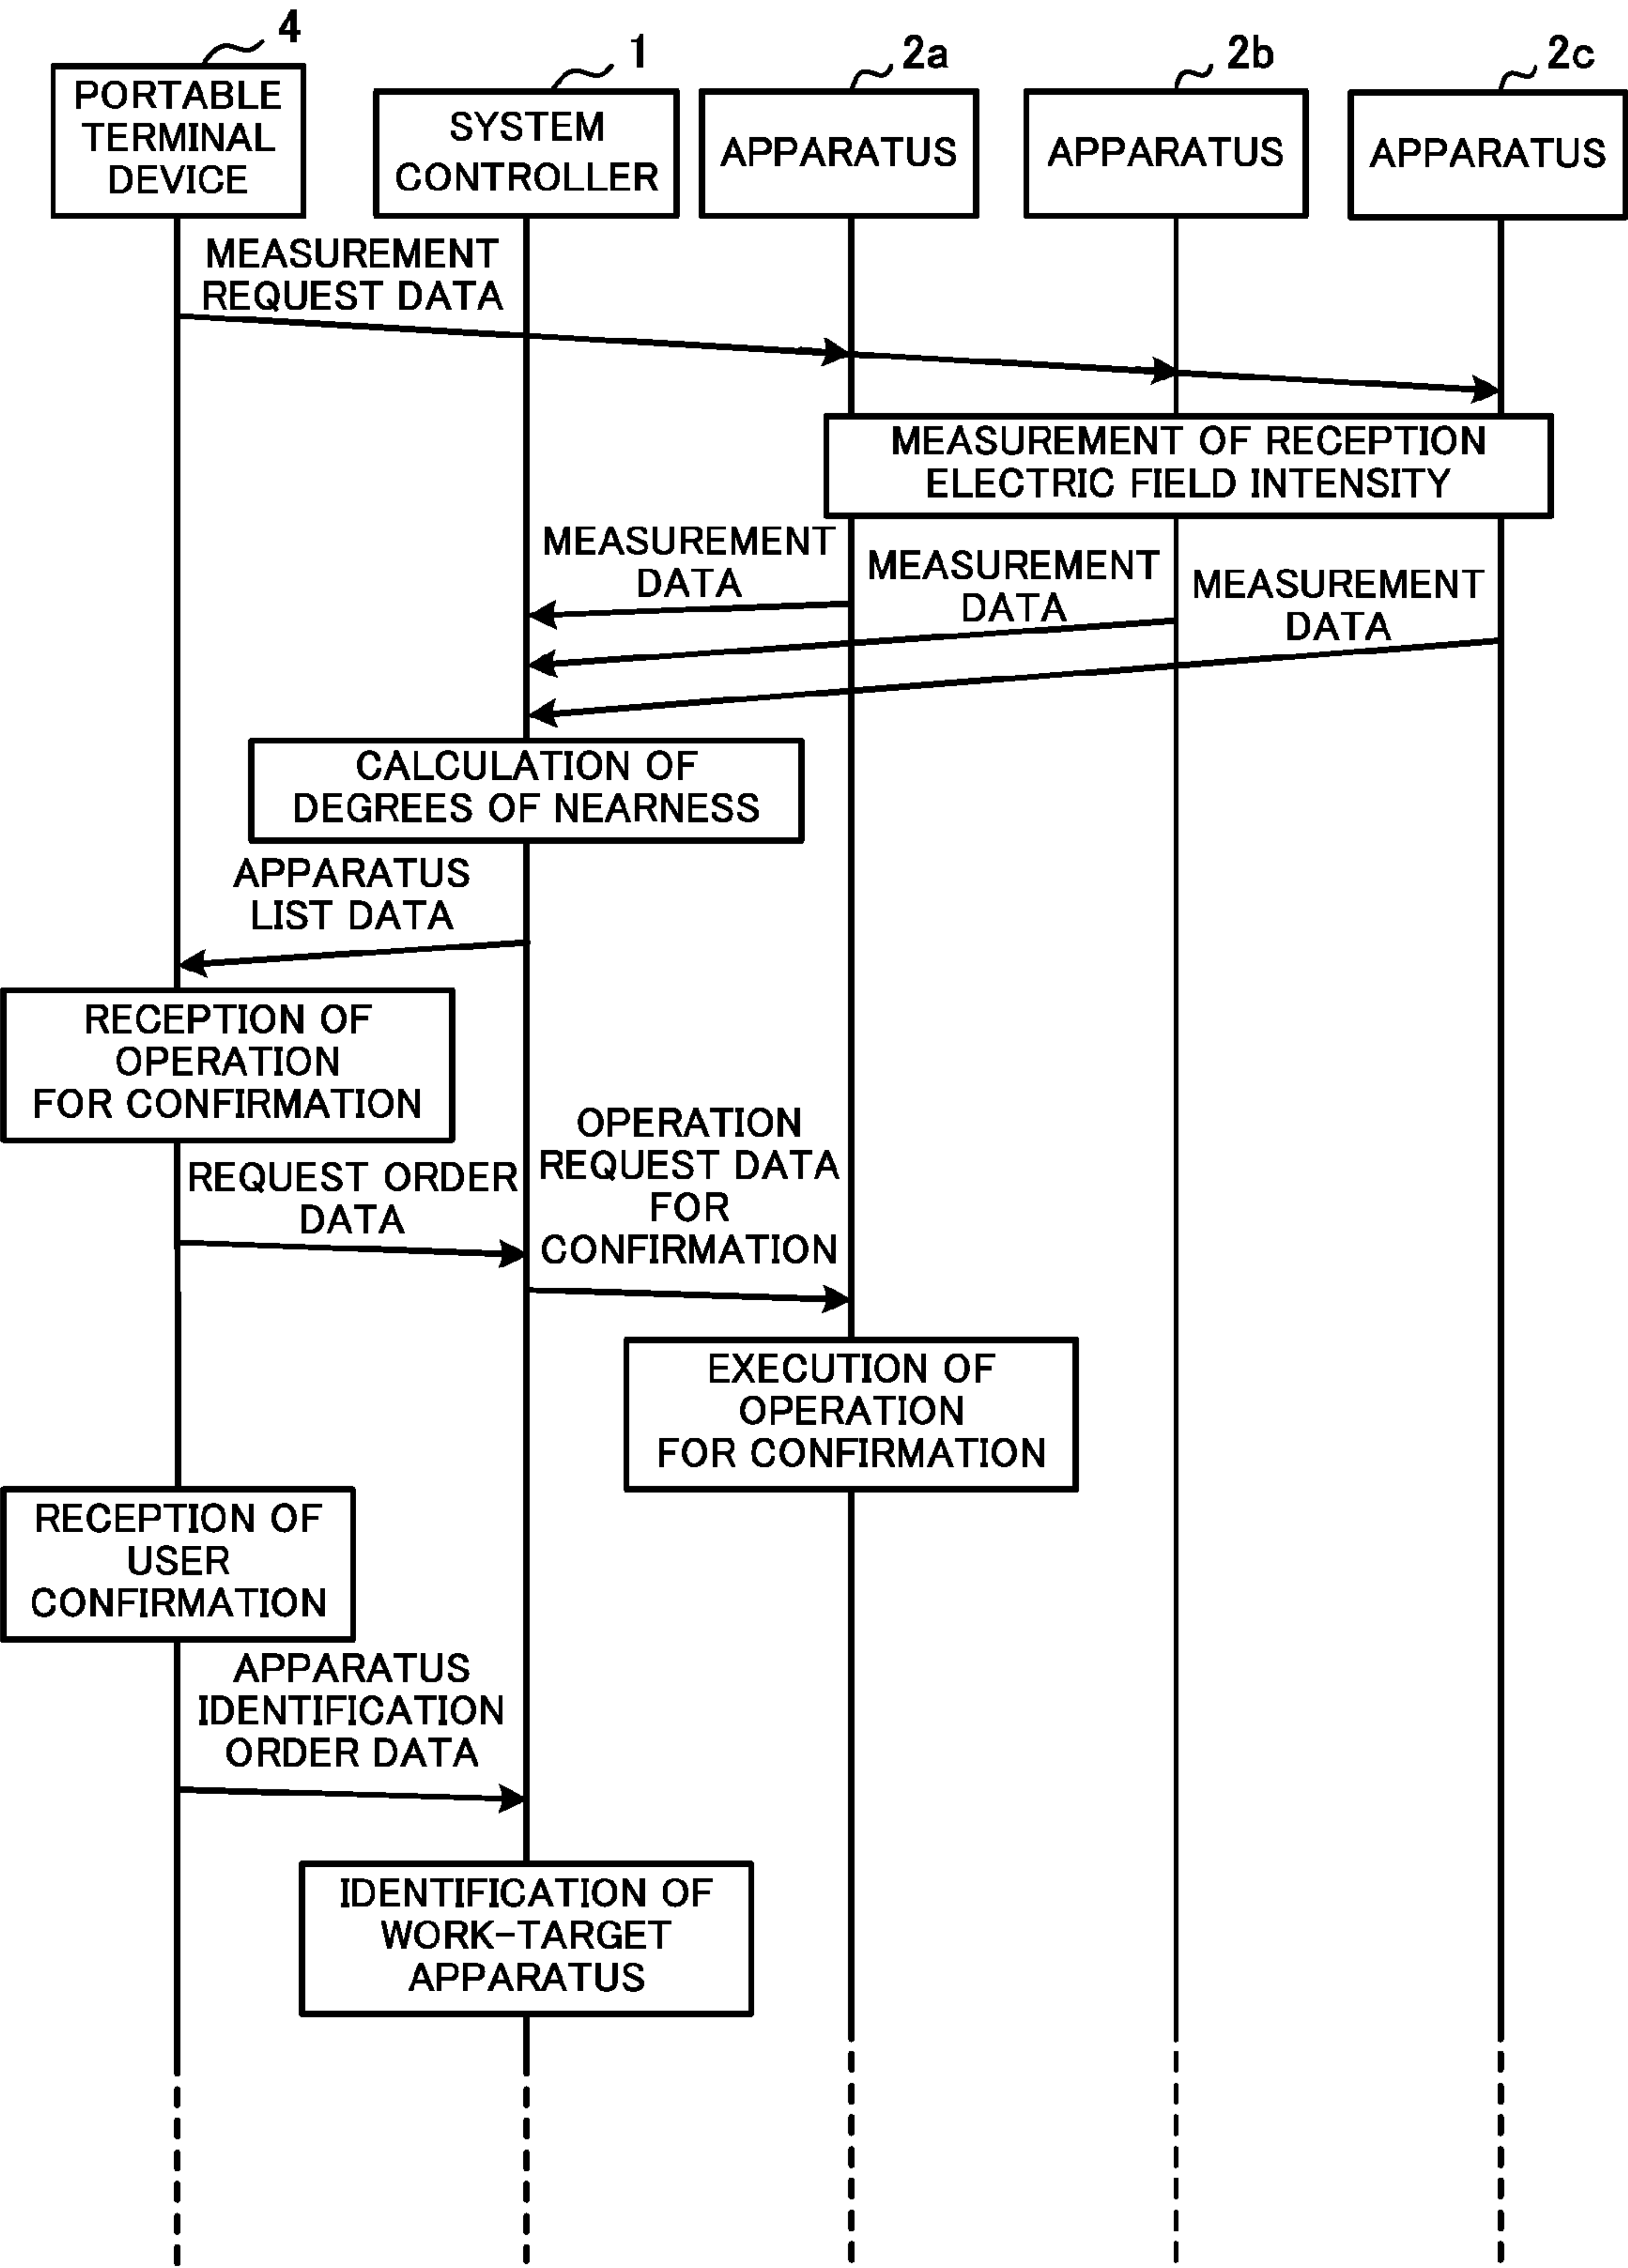 4
1
2a
2b
2c
PORTABLE
TERMINAL
DEVICE
SYSTEM
CONTROLLER
APPARATUS
APPARATUS
APPARATUS
MEASUREMENT
REQUEST DATA
MEASUREMENT OF RECEPTION
ELECTRIC FIELD INTENSITY
MEASUREMENT
DATA
MEASUREMENT
DATA
MEASUREMENT
DATA
CALCULATION OF
DEGREES OF NEARNESS
APPARATUS
LIST DATA
RECEPTION OF
OPERATION
FOR CONFIRMATION
REQUEST ORDER
DATA
OPERATION
REQUEST DATA
FOR
CONFIRMATION
EXECUTION OF
OPERATION
FOR CONFIRMATION
RECEPTION OF
USER
CONFIRMATION
APPARATUS
IDENTIFICATION
ORDER DATA
IDENTIFICATION OF
WORK-TARGET
APPARATUS